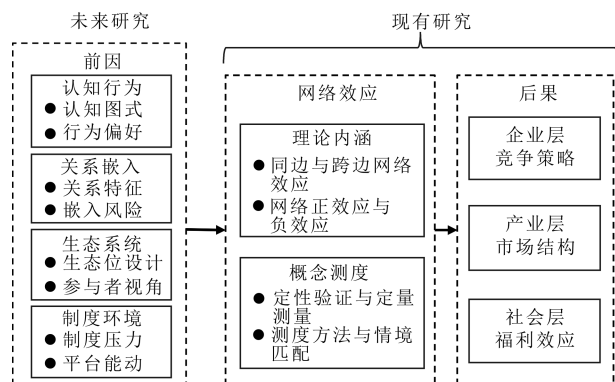 未来研究
现有研究
前因
认知行为
● 认知图式
● 行为偏好
关系嵌入
● 关系特征
● 嵌入风险
生态系统
● 生态位设计
● 参与者视角
制度环境
● 制度压力
● 平台能动
网络效应
理论内涵
● 同边与跨边网络
效应
● 网络正效应与
负效应
概念测度
● 定性验证与定量
测量
● 测度方法与情境
匹配
后果
企业层
竞争策略
产业层
市场结构
社会层
福利效应